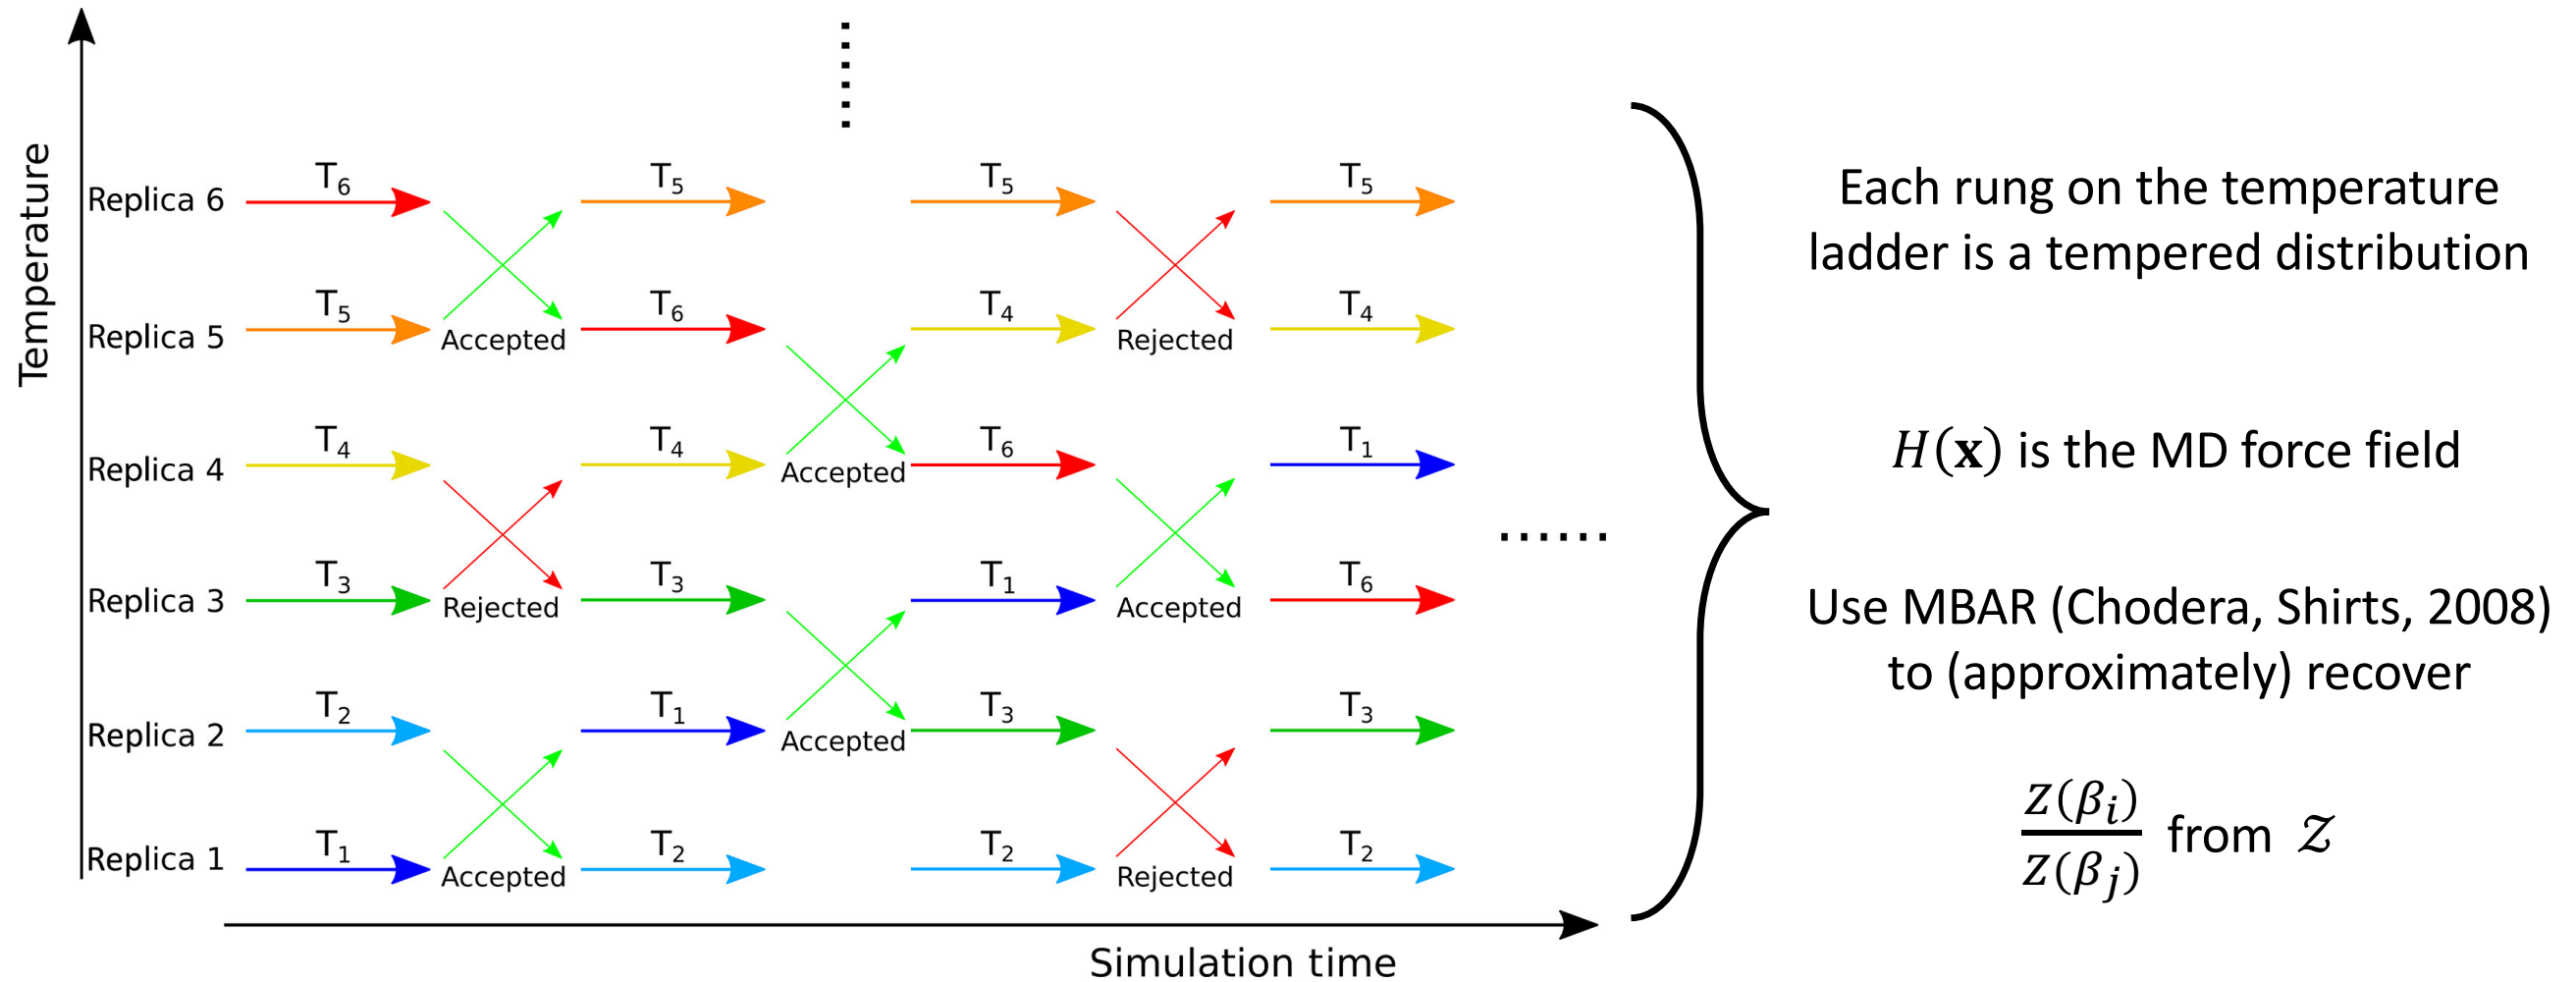 Temperature
Replica 6 T6 T5 T5 T5
Replica 5 T5 Accepted T6 T4 Rejected T4
Replica 4 T4 T4 Accepted T6 T1
Replica 3 T3 Rejected T3 T1 Accepted T6
Replica 2 T2 T1 Accepted T3 T3
Replica 1 T1 Accepted T2 T2 Rejected T2
......
Simulation time
Each rung on the temperature
ladder is a tempered distribution
H(x) is the MD force field
Use MBAR (Chodera, Shirts, 2008)
to (approximately) recover
Z(βi)
Z(βj) from Z